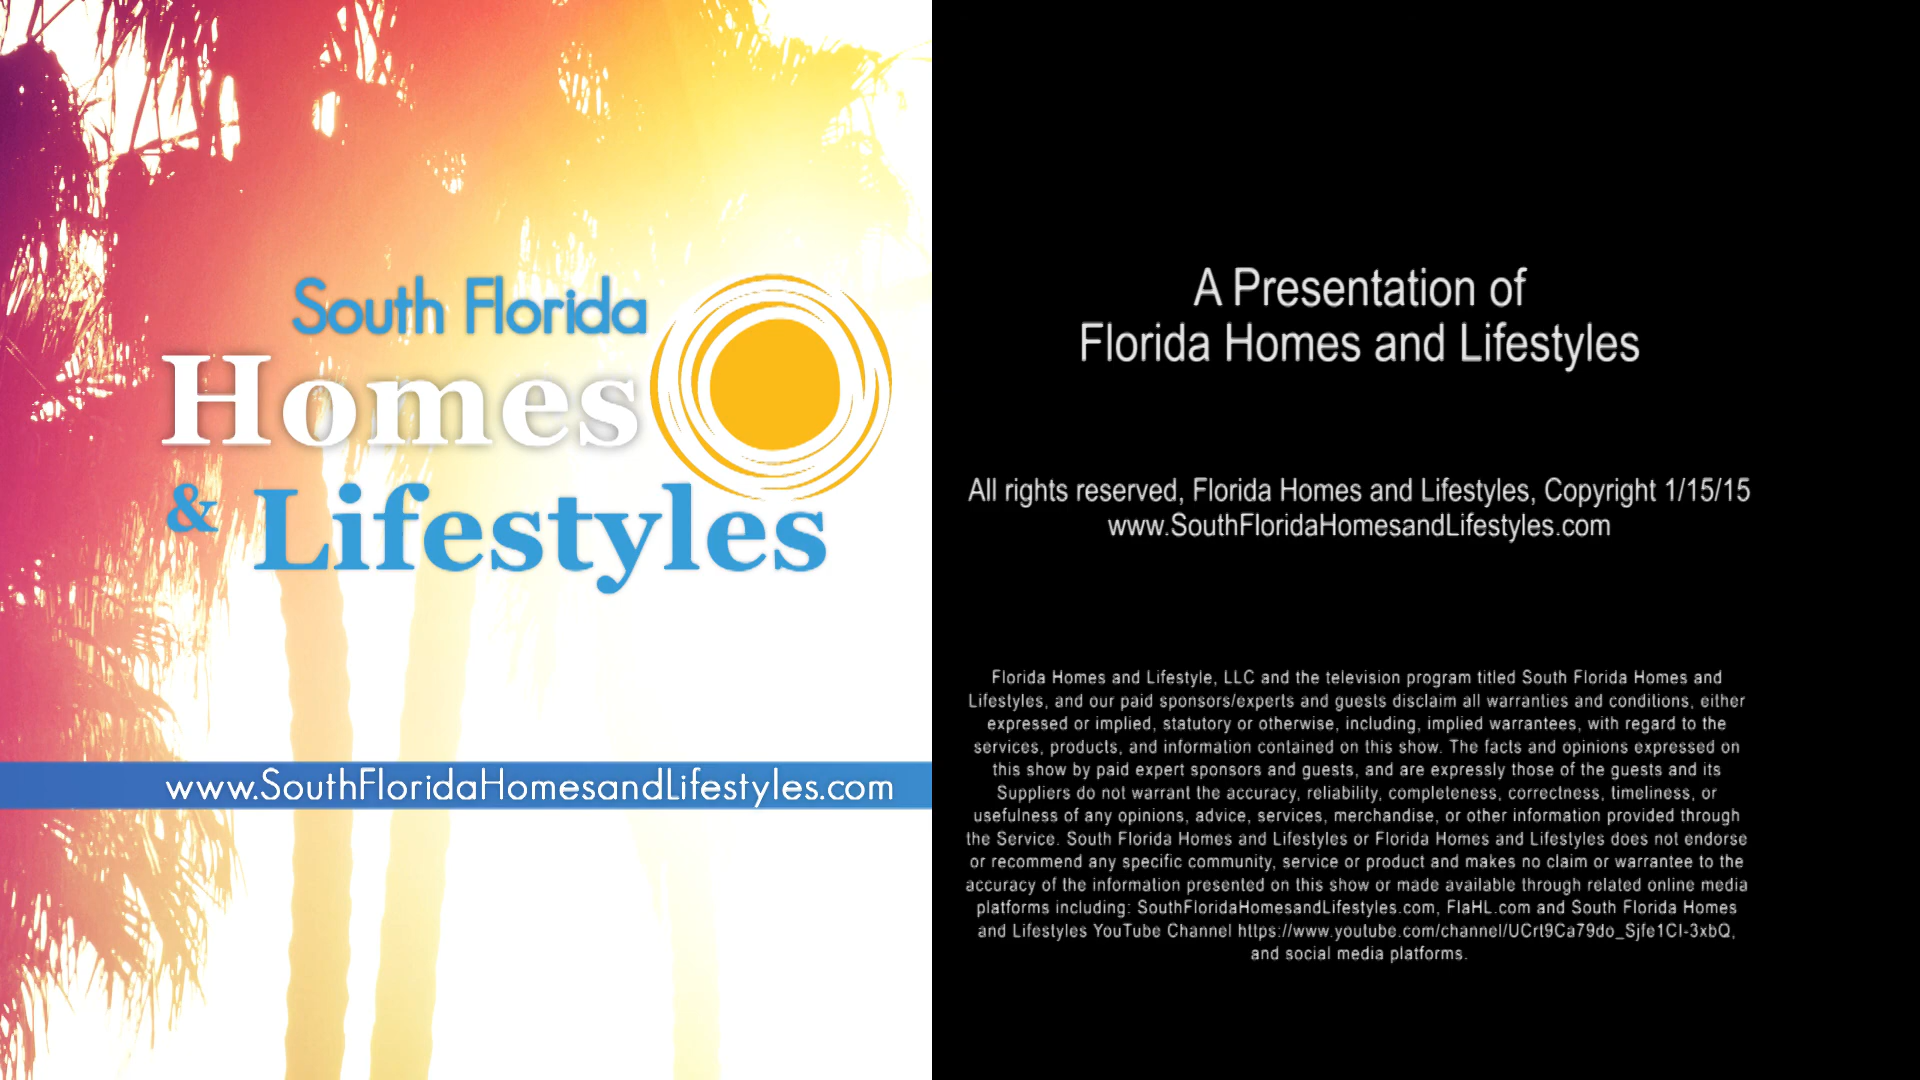 South Florida
Homes
& Lifestyles
www.SouthFloridaHomesandLifestyles.com
A Presentation of
Florida Homes and Lifestyles
All rights reserved, Florida Homes and Lifestyles, Copyright 1/15/15
www.SouthFloridaHomesandLifestyles.com
Florida Homes and Lifestyle, LLC and the television program titled South Florida Homes and
Lifestyles, and our paid sponsors/experts and guests disclaim all warranties and conditions, either
expressed or implied, statutory or otherwise, including, implied warrantees, with regard to the
services, products, and information contained on this show. The facts and opinions expressed on
this show by paid expert sponsors and guests, and are expressly those of the guests and its
Suppliers do not warrant the accuracy, reliability, completeness, correctness, timeliness, or
usefulness of any opinions, advice, services, merchandise, or other information provided through
the Service. South Florida Homes and Lifestyles or Florida Homes and Lifestyles does not endorse
or recommend any specific community, service or product and makes no claim or warrantee to the
accuracy of the information presented on this show or made available through related online media
platforms including: SouthFloridaHomesandLifestyles.com, FlaHL.com and South Florida Homes
and Lifestyles YouTube Channel https://www.youtube.com/channel/UCrt9Ca79do_Sjfe1CI-3xbQ,
and social media platforms.